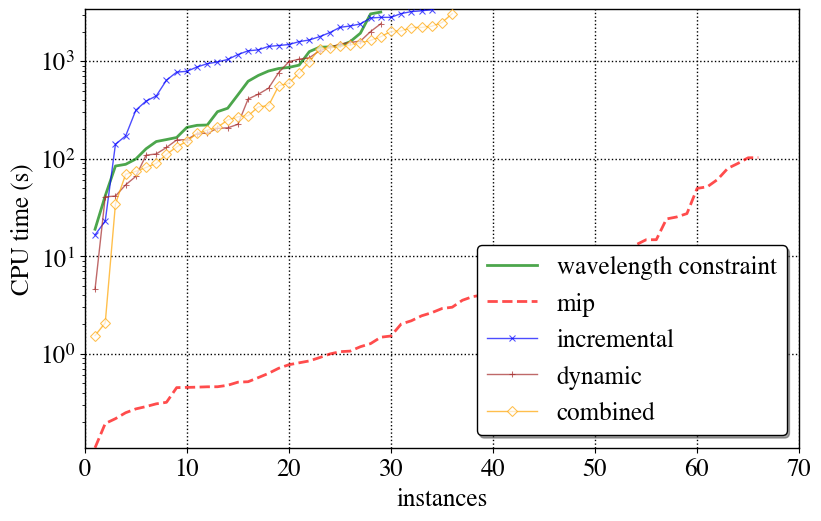 CPU time (s)
10³
10²
10¹
10⁰
wavelength constraint
mip
incremental
dynamic
combined
0 10 20 30 40 50 60 70
instances